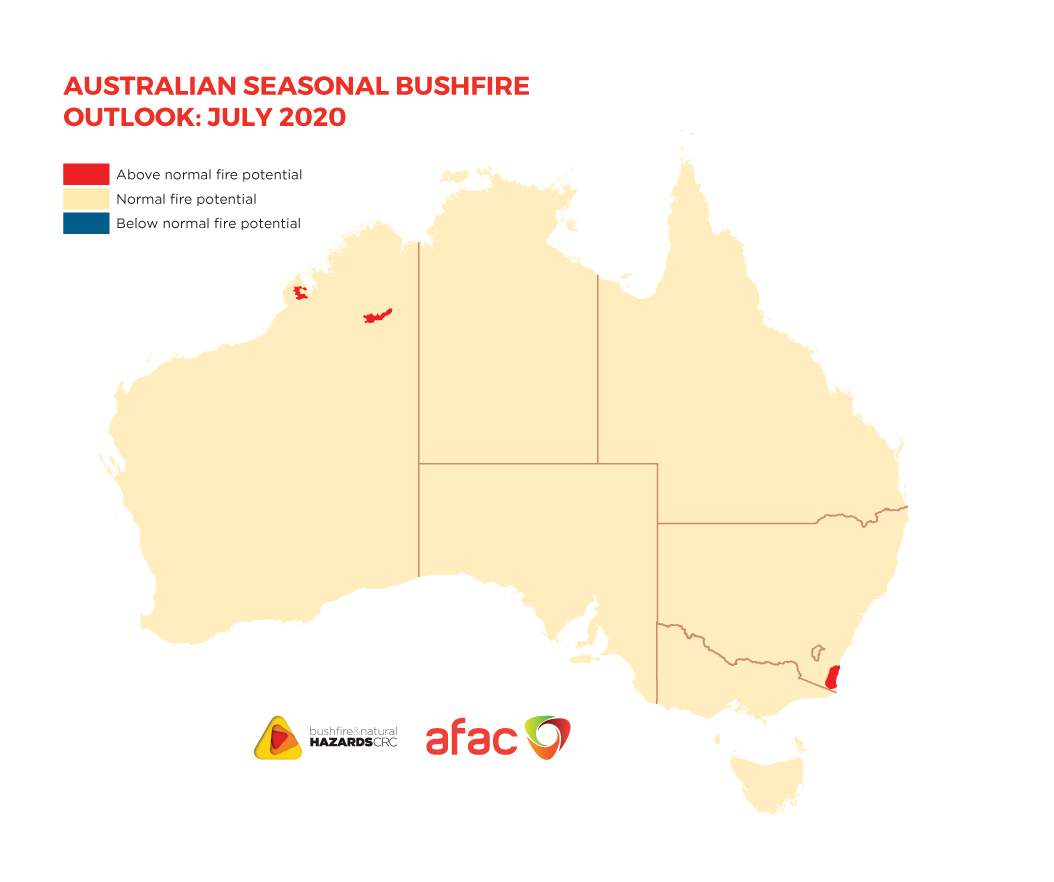 AUSTRALIAN SEASONAL BUSHFIRE
OUTLOOK: JULY 2020
Above normal fire potential
Normal fire potential
Below normal fire potential
bushfire&natural
HAZARDSCRC
afac